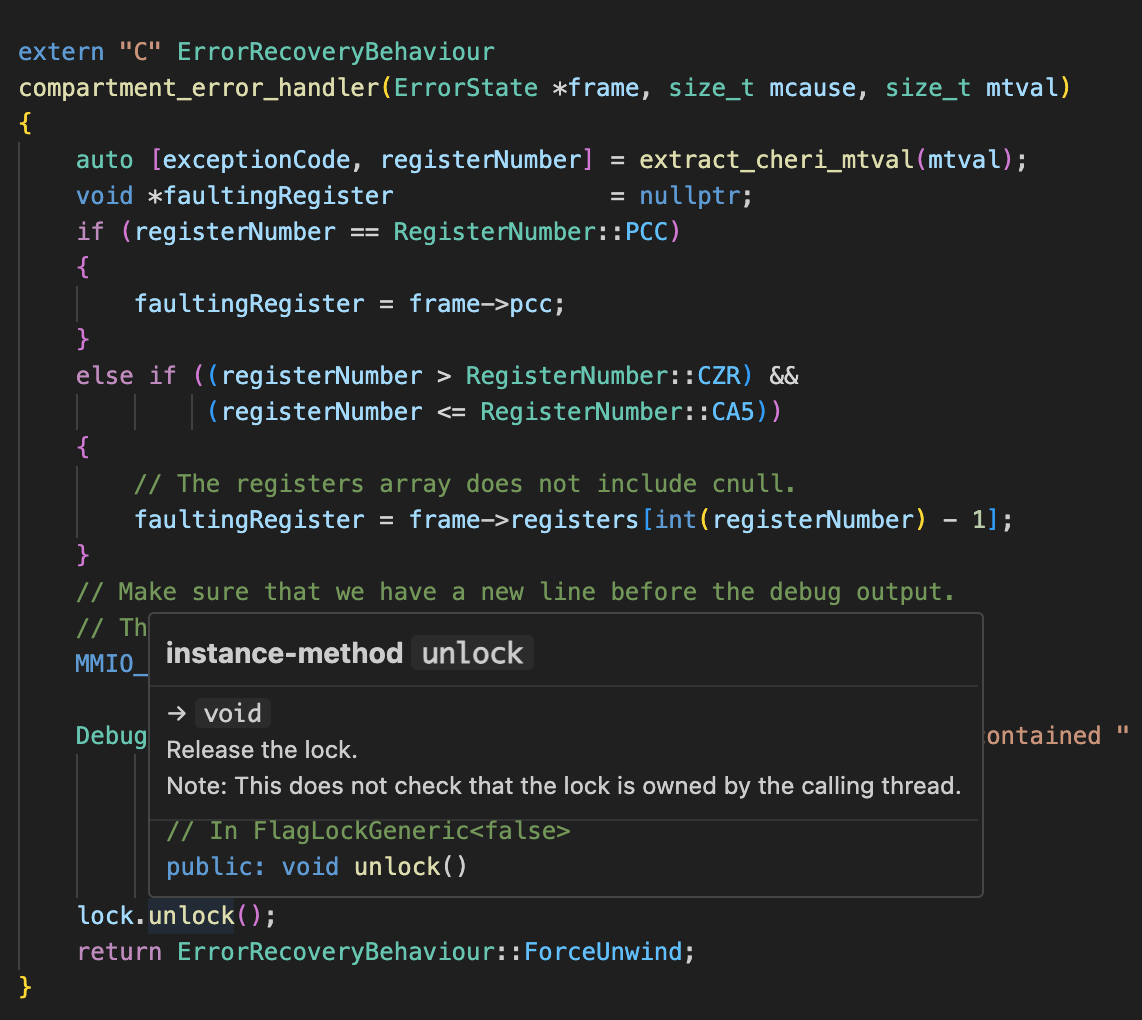 extern "C" ErrorRecoveryBehaviour
compartment_error_handler(ErrorState *frame, size_t mcause, size_t mtval)
{
auto [exceptionCode, registerNumber] = extract_cheri_mtval(mtval);
void *faultingRegister = nullptr;
if (registerNumber == RegisterNumber::PCC)
{
faultingRegister = frame->pcc;
}
else if ((registerNumber > RegisterNumber::CZR) &&
(registerNumber <= RegisterNumber::CA5))
{
// The registers array does not include cnull.
faultingRegister = frame->registers[int(registerNumber) - 1];
}
// Make sure that we have a new line before the debug output.
// Th
MMIO_
Debug
ontained "
instance-method unlock
→ void
Release the lock.
Note: This does not check that the lock is owned by the calling thread.
// In FlagLockGeneric<false>
public: void unlock()
lock.unlock();
return ErrorRecoveryBehaviour::ForceUnwind;
}